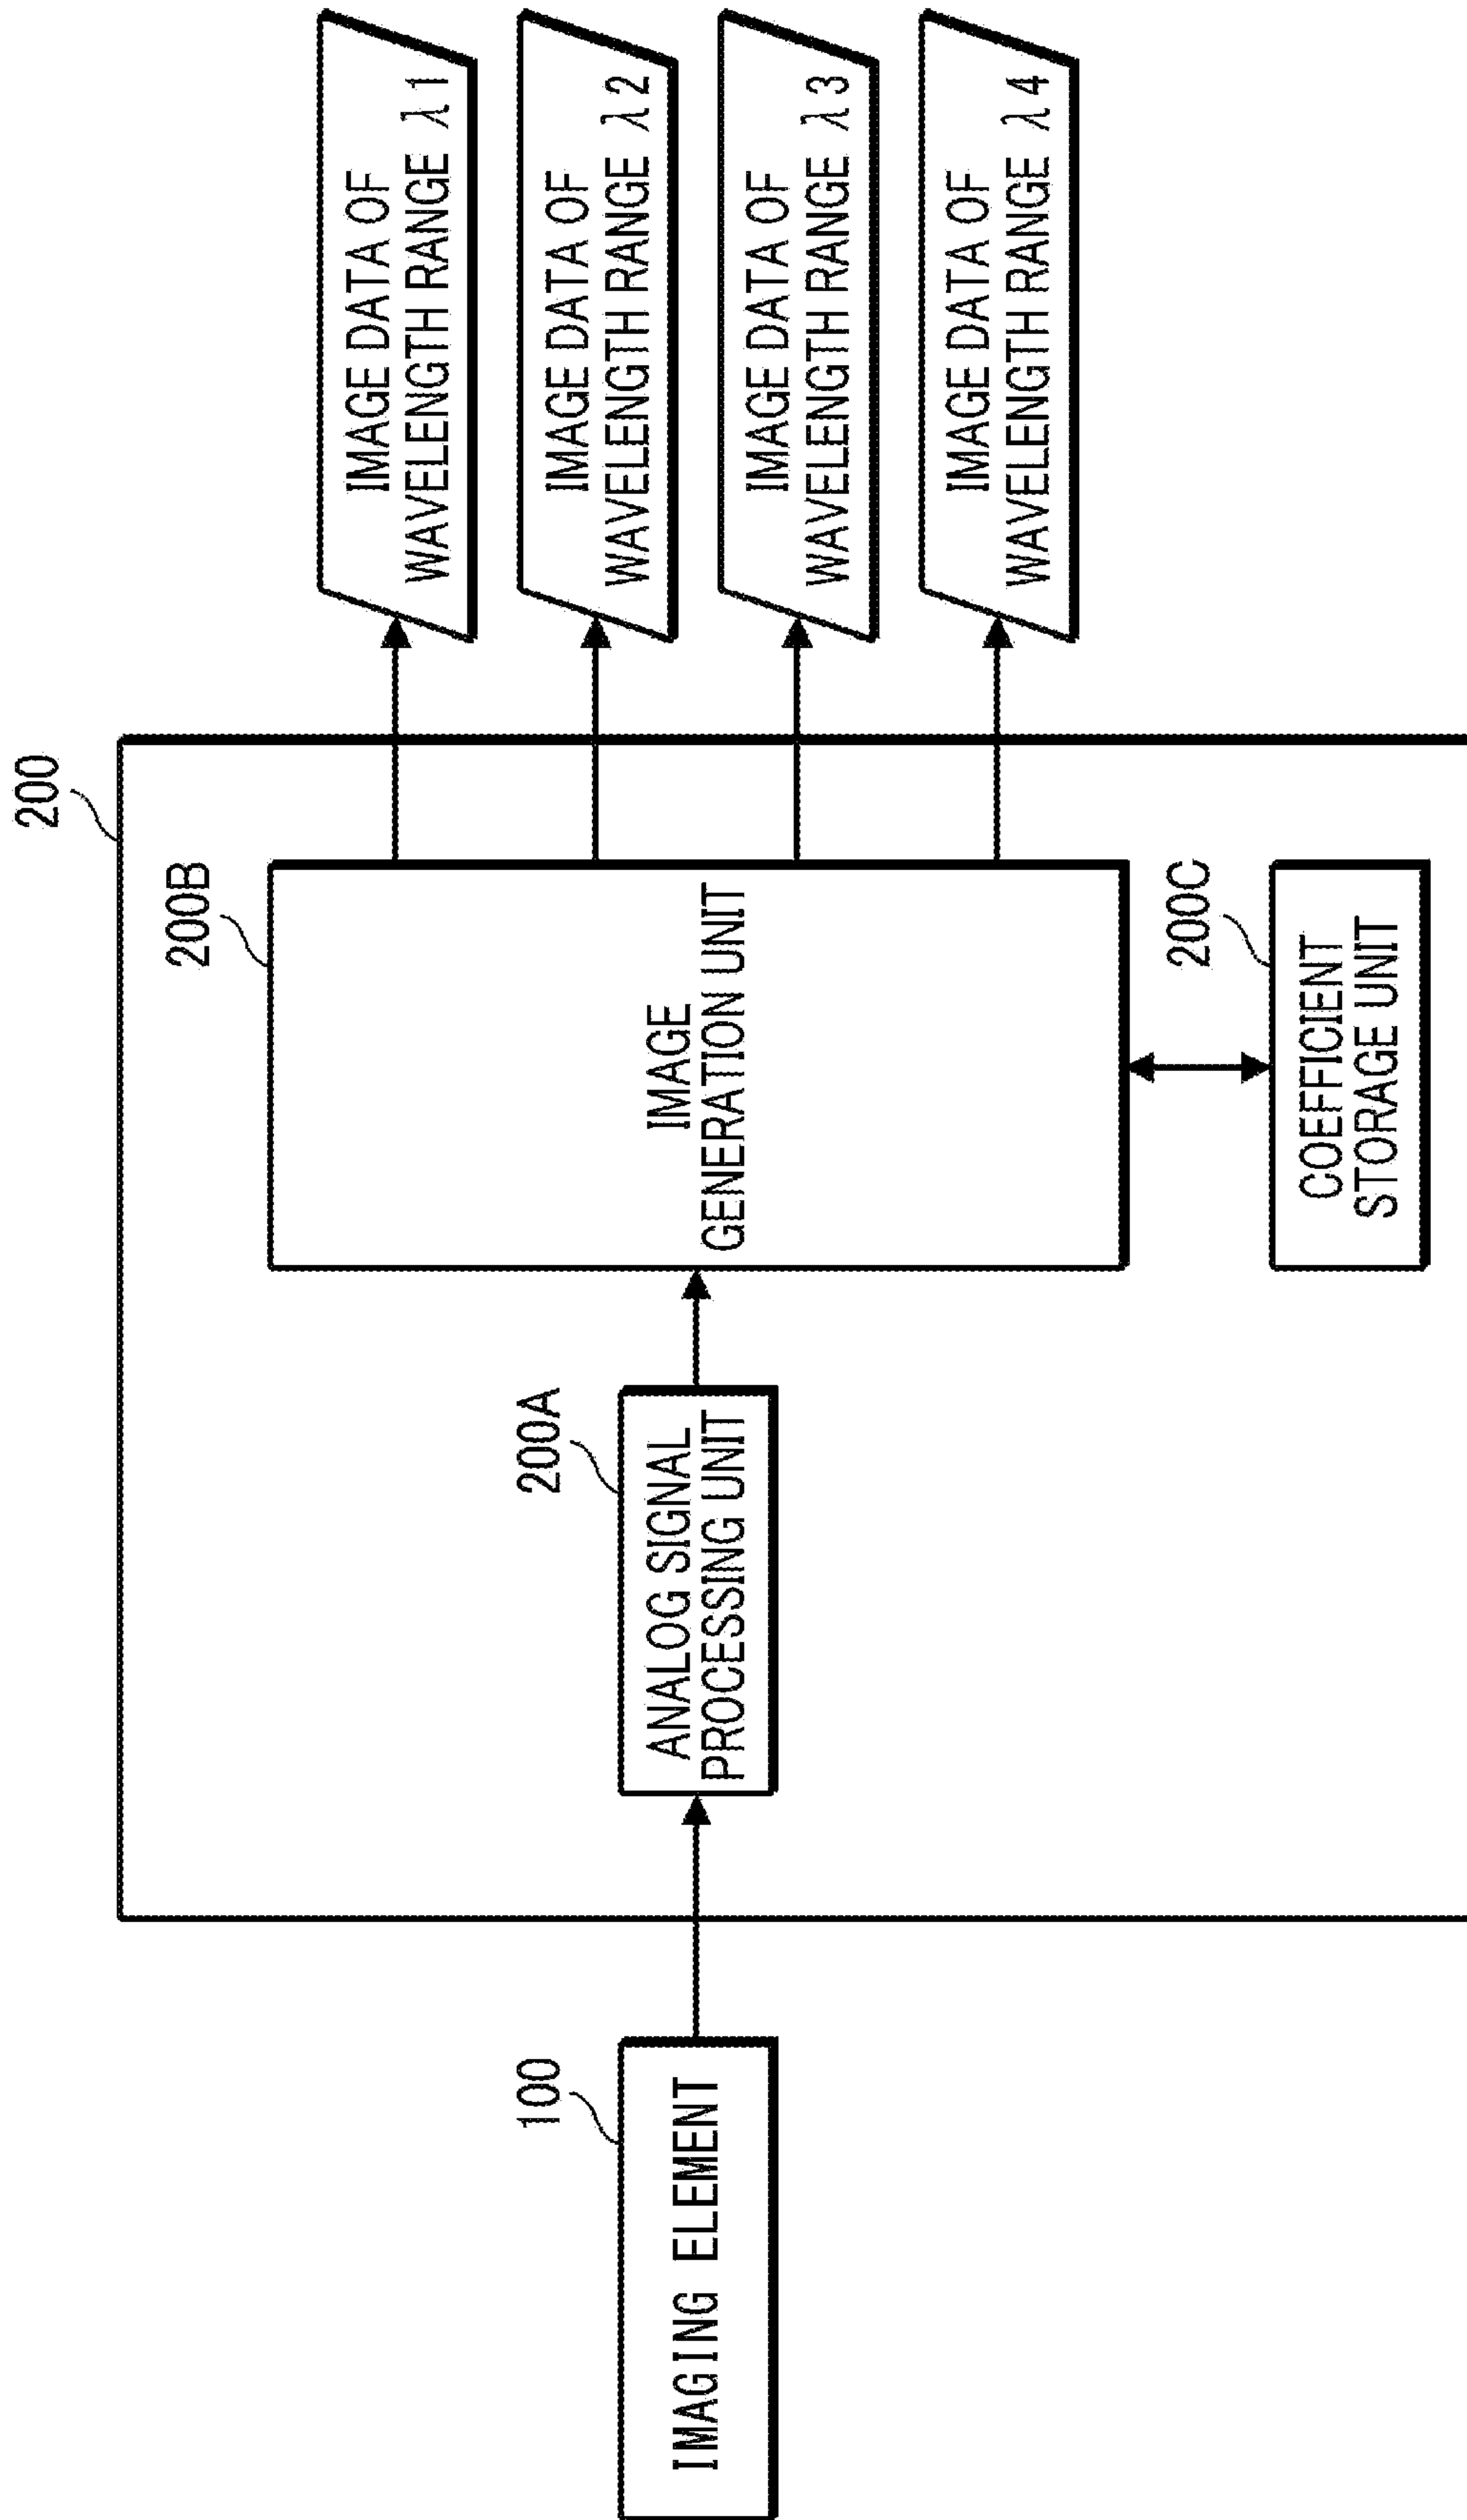 200
100
IMAGING ELEMENT
200A
ANALOG SIGNAL
PROCESSING UNIT
200B
IMAGE
GENERATION UNIT
200C
COEFFICIENT
STORAGE UNIT
IMAGE DATA OF
WAVELENGTH RANGE λ1
IMAGE DATA OF
WAVELENGTH RANGE λ2
IMAGE DATA OF
WAVELENGTH RANGE λ3
IMAGE DATA OF
WAVELENGTH RANGE λ4